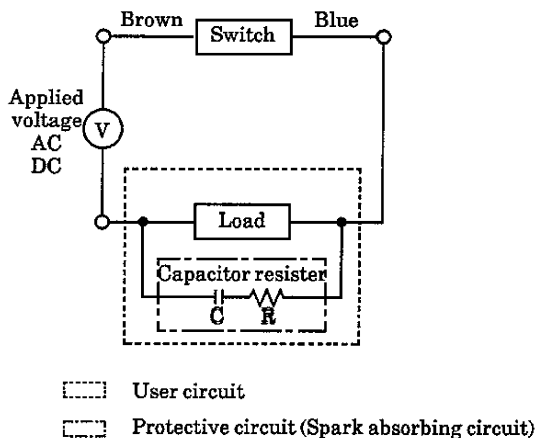 Brown
Switch
Blue
Applied
voltage
AC
DC
V
Load
Capacitor resister
C
R
User circuit
Protective circuit (Spark absorbing circuit)